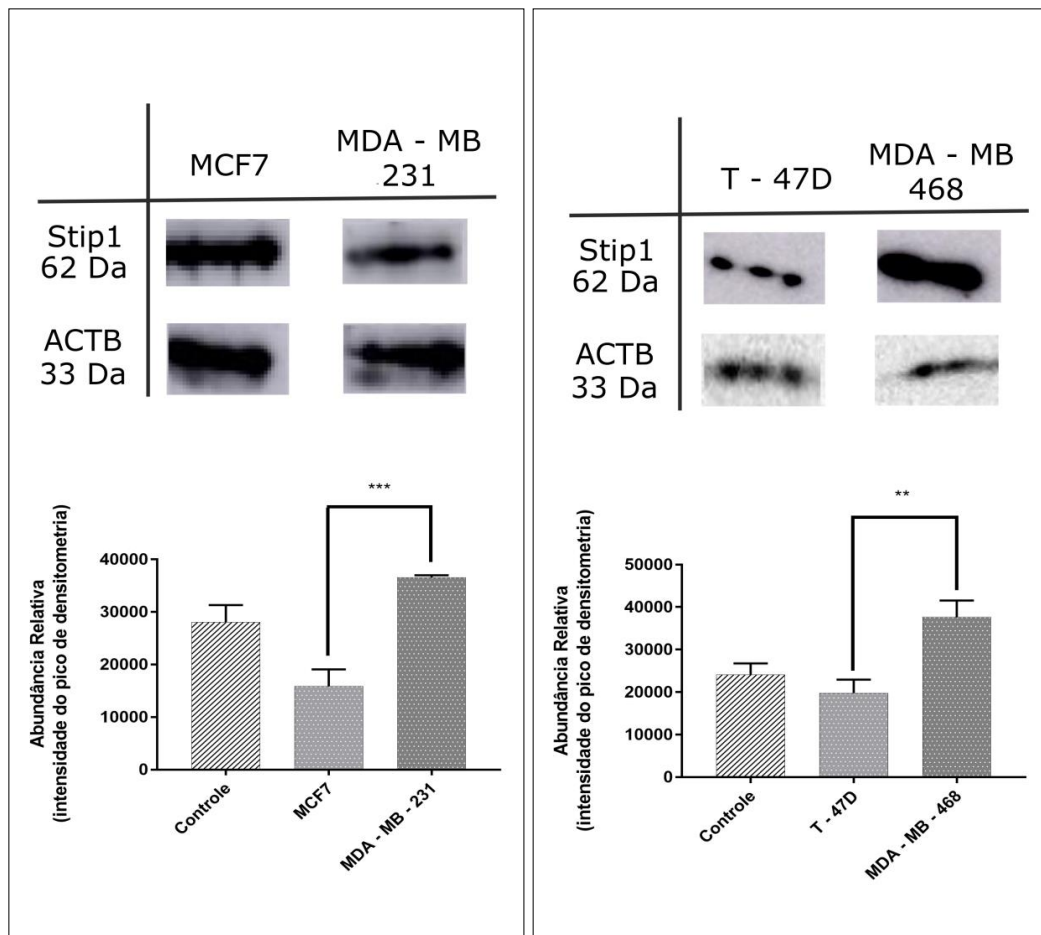 MCF7
MDA - MB
231
Stip1
62 Da
ACTB
33 Da
***
Abundância Relativa
(intensidade do pico de densitometria)
40000
30000
20000
10000
0
Controle
MCF7
MDA - MB - 231
T - 47D
MDA - MB
468
Stip1
62 Da
ACTB
33 Da
**
Abundância Relativa
(intensidade do pico de densitometria)
50000
40000
30000
20000
10000
0
Controle
T - 47D
MDA - MB - 468